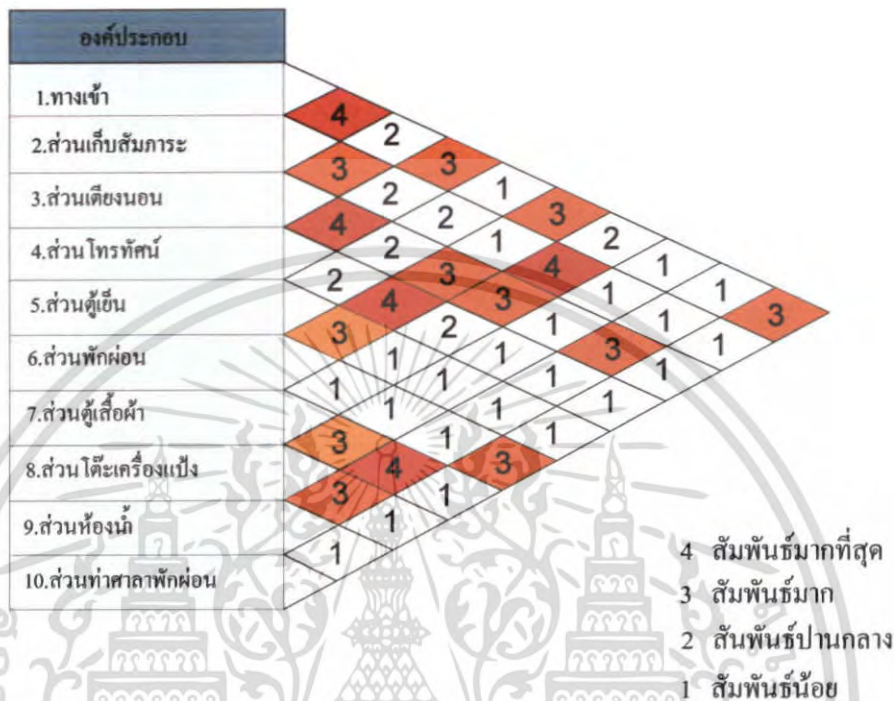 องค์ประกอบ
1.ทางเข้า
4
2
2.ส่วนเก็บสัมภาระ
3 3
2 1
3.ส่วนเตียงนอน
4 2 3
2 1 2
4.ส่วนโทรทัศน์
2 3 4 1
4 3 1 1
5.ส่วนตู้เย็น
3 2 1 1 3
1 1 3 1
6.ส่วนพักผ่อน
1 1 1 1
1 1 1
7.ส่วนตู้เสื้อผ้า
3 1 1
4 3
8.ส่วนโต๊ะเครื่องแป้ง
3 1
1
9.ส่วนห้องน้ำ
1
10.ส่วนท่าศาลาพักผ่อน
4 สัมพันธ์มากที่สุด
3 สัมพันธ์มาก
2 สันพันธ์ปานกลาง
1 สัมพันธ์น้อย